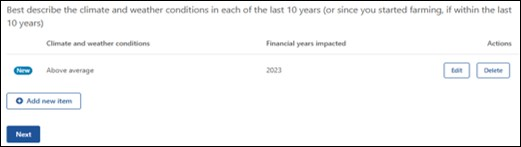 Best describe the climate and weather conditions in each of the last 10 years (or since you started farming, if within the last
10 years)
Climate and weather conditions Financial years impacted Actions
New Above average 2023 Edit Delete
Add new item
Next